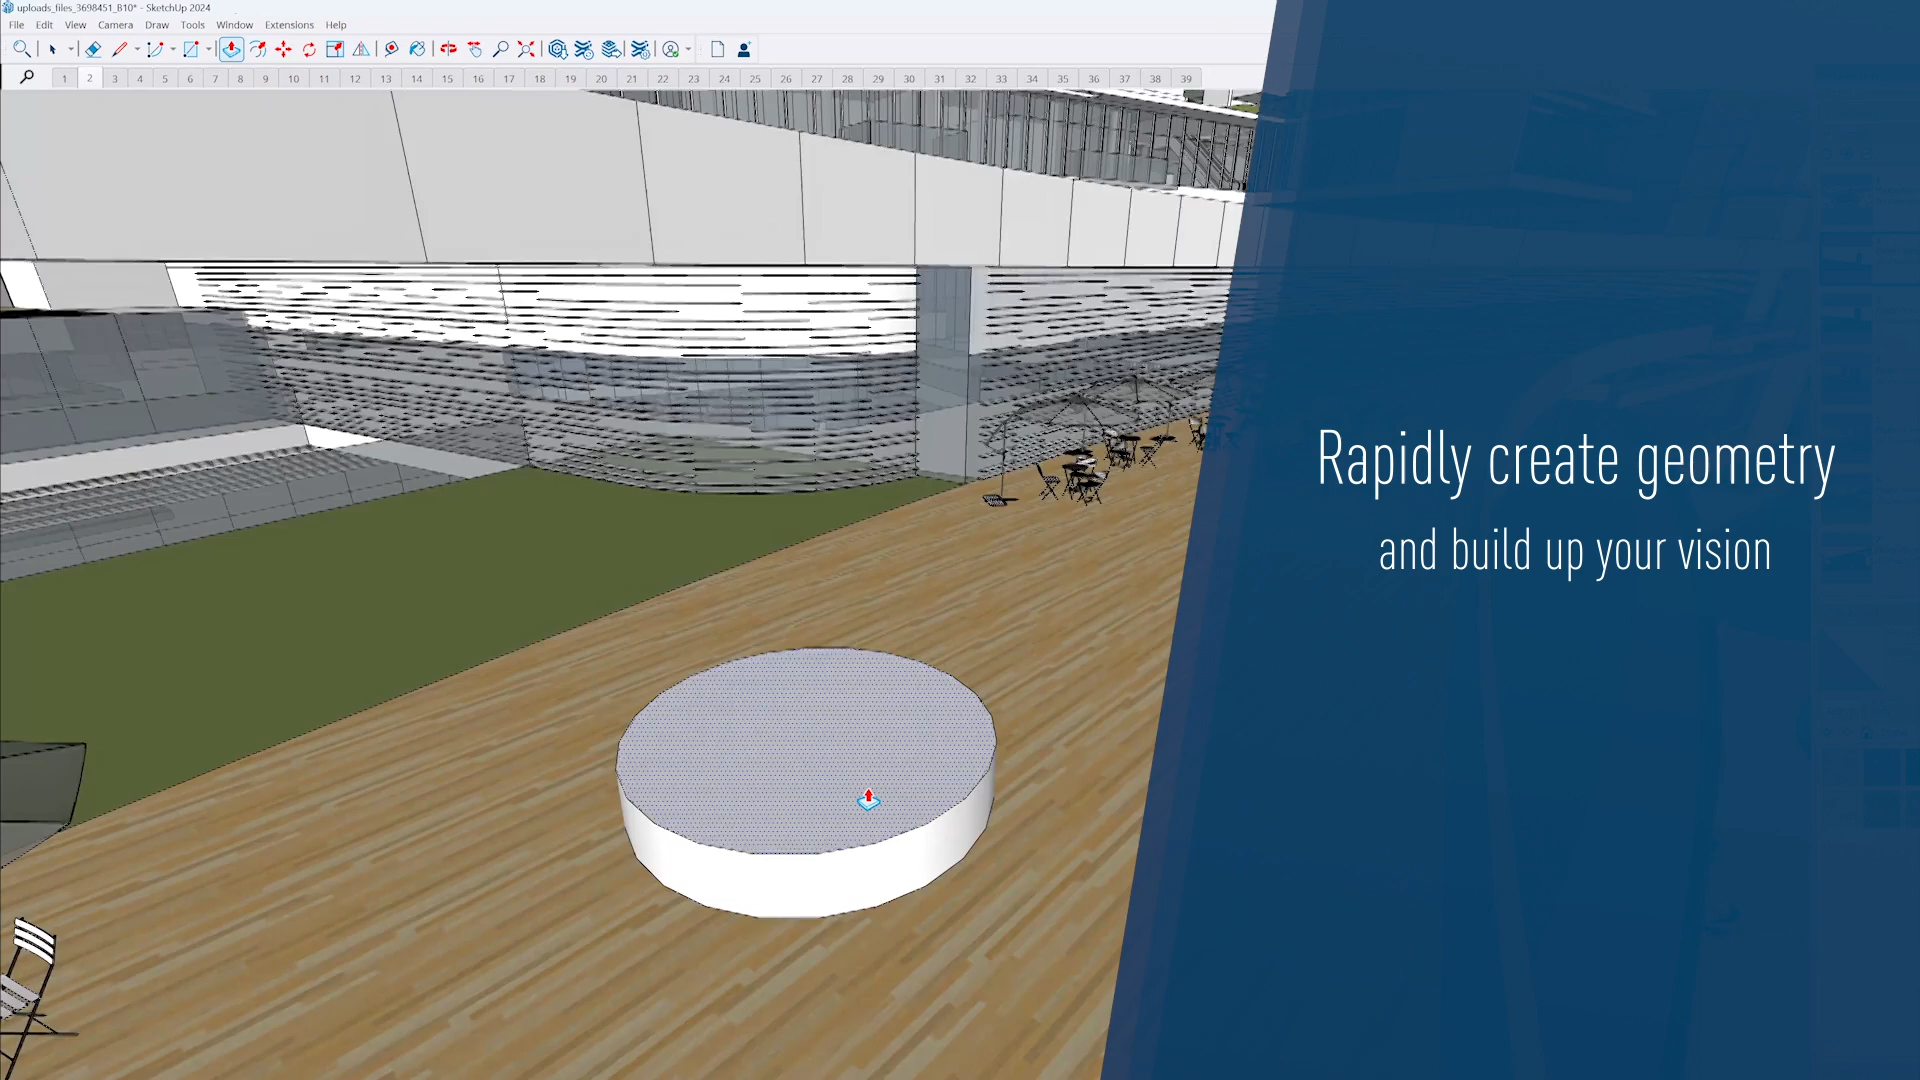 uploads_files_3698451_B10* - SketchUp 2024
File Edit View Camera Draw Tools Window Extensions Help
1 2 3 4 5 6 7 8 9 10 11 12 13 14 15 16 17 18 19 20 21 22 23 24 25 26 27 28 29 30 31 32 33 34 35 36 37 38 39
Rapidly create geometry
and build up your vision